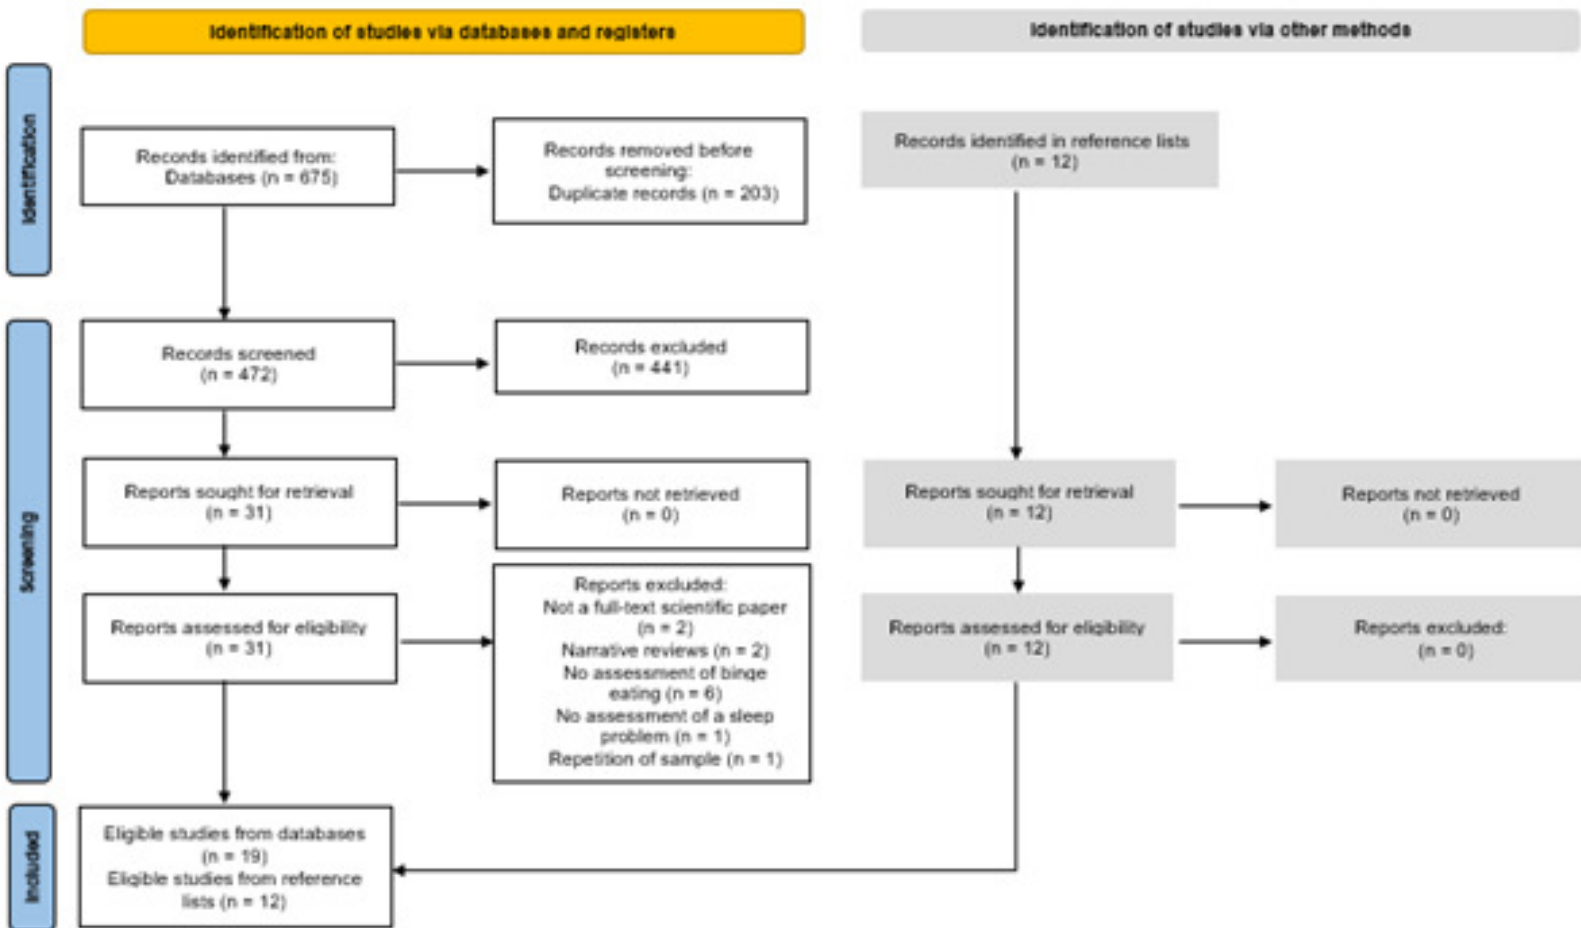 Identification of studies via databases and registers
Identification of studies via other methods
Identification
Records identified from:
Databases (n = 675)
Records removed before
screening:
Duplicate records (n = 203)
Records identified in reference lists
(n = 12)
Screening
Records screened
(n = 472)
Records excluded
(n = 441)
Reports sought for retrieval
(n = 31)
Reports not retrieved
(n = 0)
Reports sought for retrieval
(n = 12)
Reports not retrieved
(n = 0)
Reports assessed for eligibility
(n = 31)
Reports excluded:
Not a full-text scientific paper
(n = 2)
Narrative reviews (n = 2)
No assessment of binge
eating (n = 6)
No assessment of a sleep
problem (n = 1)
Repetition of sample (n = 1)
Reports assessed for eligibility
(n = 12)
Reports excluded:
(n = 0)
Included
Eligible studies from databases
(n = 19)
Eligible studies from reference
lists (n = 12)